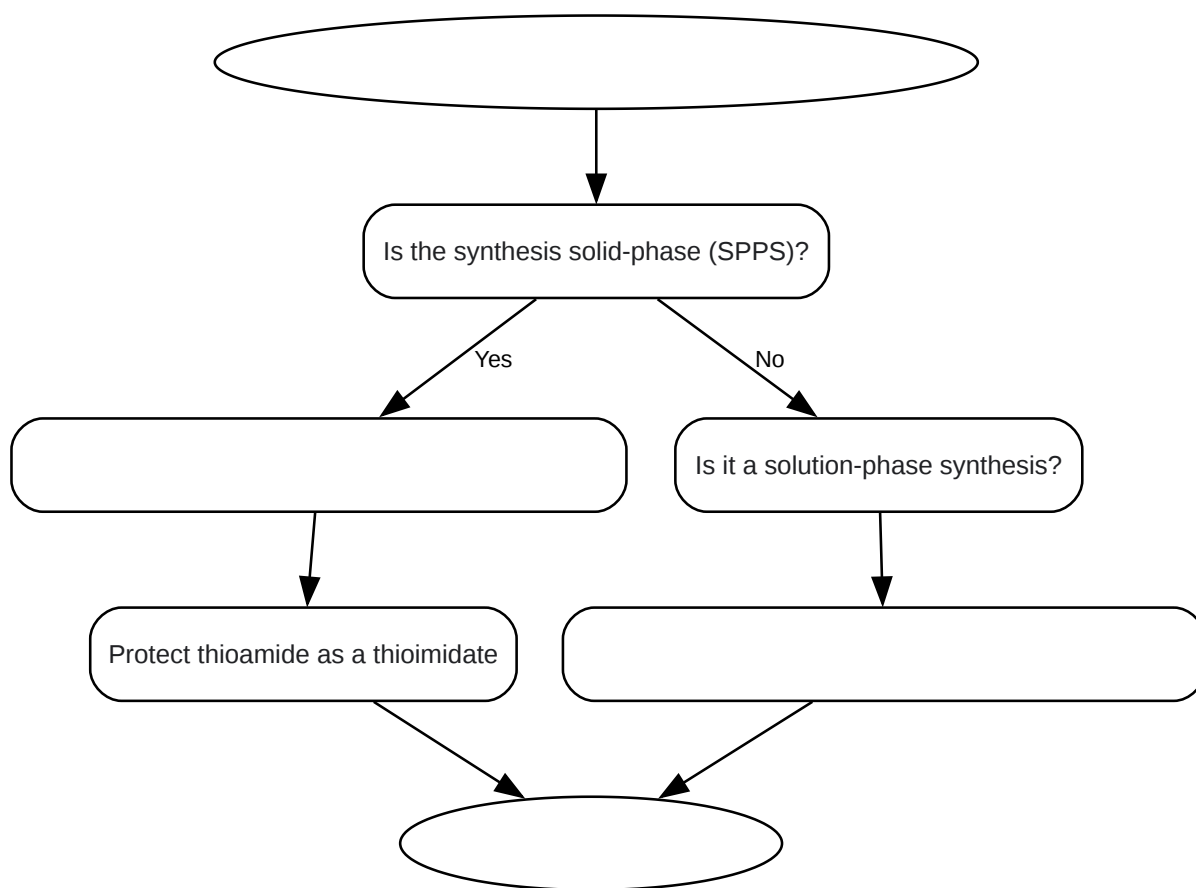 Is the synthesis solid-phase (SPPS)?
Yes
No
Is it a solution-phase synthesis?
Protect thioamide as a thioimidate